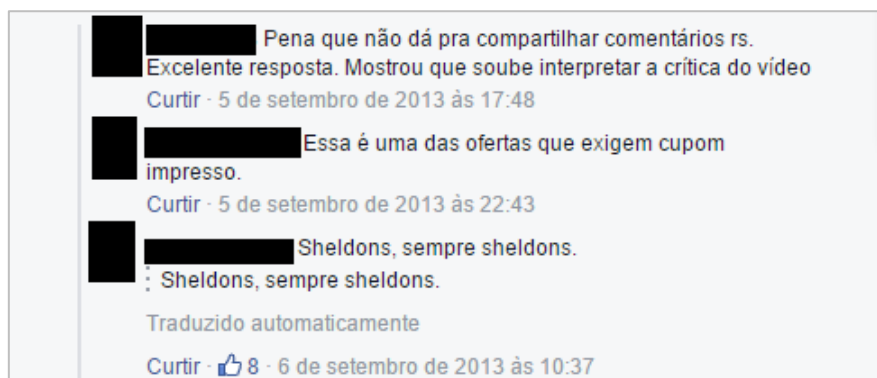 Pena que não dá pra compartilhar comentários rs.
Excelente resposta. Mostrou que soube interpretar a crítica do vídeo
Curtir · 5 de setembro de 2013 às 17:48
Essa é uma das ofertas que exigem cupom
impresso.
Curtir · 5 de setembro de 2013 às 22:43
Sheldons, sempre sheldons.
Sheldons, sempre sheldons.
Traduzido automaticamente
Curtir · 8 · 6 de setembro de 2013 às 10:37